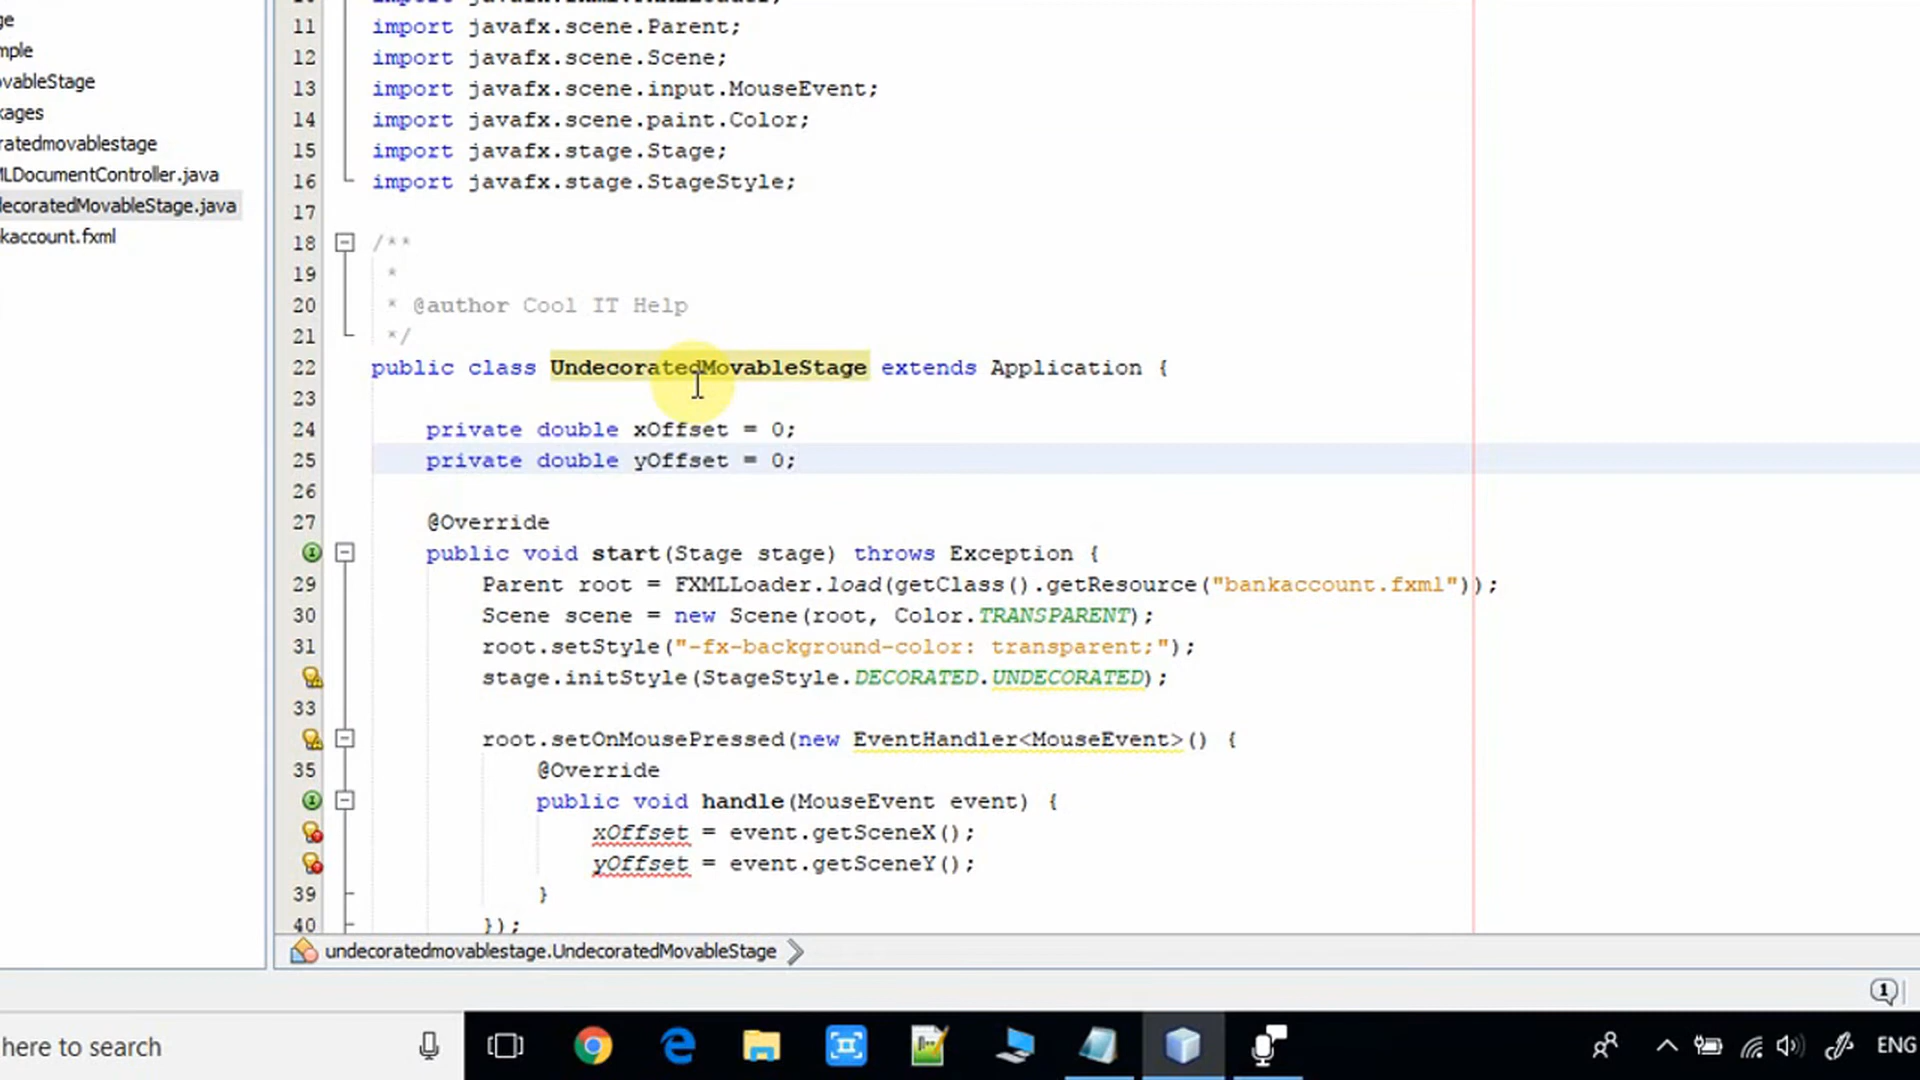 ge
mple
ovableStage
kages
ratedmovablestage
MLDocumentController.java
decoratedMovableStage.java
kaccount.fxml
11 import javafx.scene.Parent;
12 import javafx.scene.Scene;
13 import javafx.scene.input.MouseEvent;
14 import javafx.scene.paint.Color;
15 import javafx.stage.Stage;
16 import javafx.stage.StageStyle;
17
18 /**
19 *
20 * @author Cool IT Help
21 */
22 public class UndecoratedMovableStage extends Application {
23
24 private double xOffset = 0;
25 private double yOffset = 0;
26
27 @Override
public void start(Stage stage) throws Exception {
29 Parent root = FXMLLoader.load(getClass().getResource("bankaccount.fxml"));
30 Scene scene = new Scene(root, Color.TRANSPARENT);
31 root.setStyle("-fx-background-color: transparent;");
stage.initStyle(StageStyle.DECORATED.UNDECORATED);
33
root.setOnMousePressed(new EventHandler<MouseEvent>() {
35 @Override
public void handle(MouseEvent event) {
xOffset = event.getSceneX();
yOffset = event.getSceneY();
39 }
40 });
undecoratedmovablestage.UndecoratedMovableStage
1
here to search
ENG